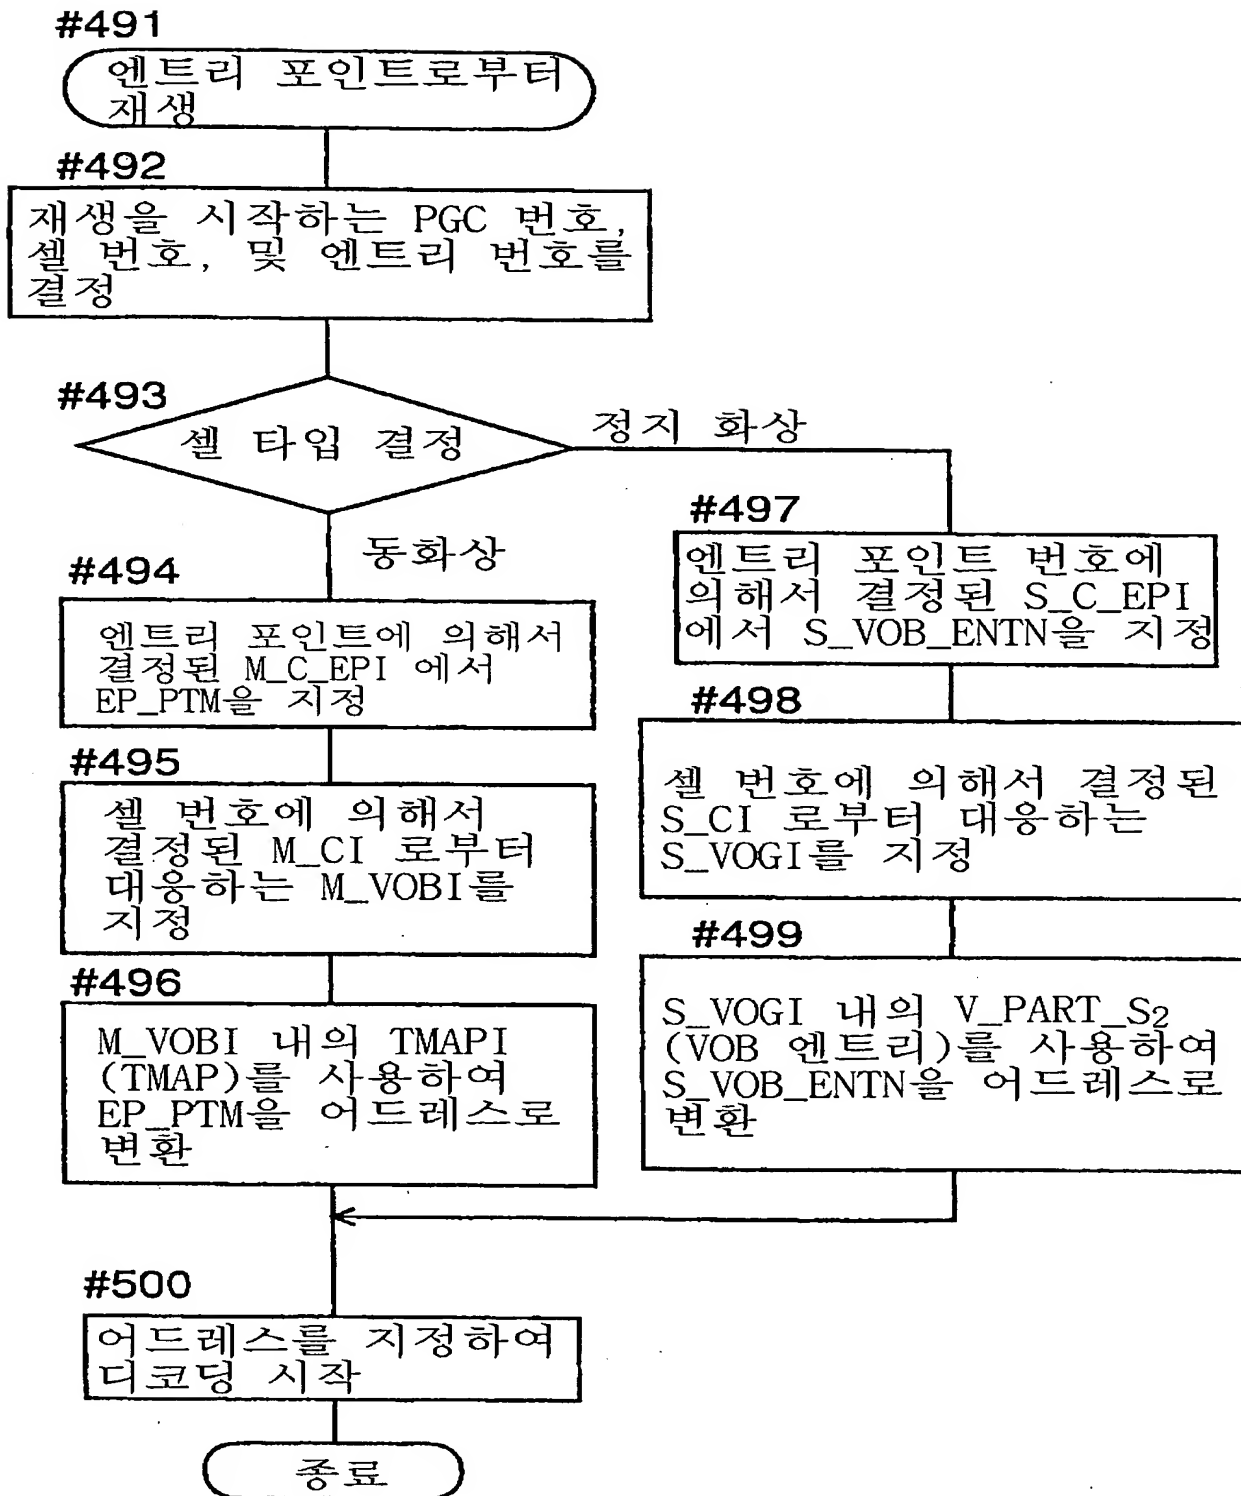 #491
엔트리 포인트로부터
재생
#492
재생을 시작하는 PGC 번호,
셀 번호, 및 엔트리 번호를
결정
#493
셀 타입 결정
정지 화상
동화상
#494
엔트리 포인트에 의해서
결정된 M_C_EPI 에서
EP_PTM을 지정
#495
셀 번호에 의해서
결정된 M_CI 로부터
대응하는 M_VOBI를
지정
#496
M_VOBI 내의 TMAPI
(TMAP)를 사용하여
EP_PTM을 어드레스로
변환
#497
엔트리 포인트 번호에
의해서 결정된 S_C_EPI
에서 S_VOB_ENTN을 지정
#498
셀 번호에 의해서 결정된
S_CI 로부터 대응하는
S_VOGI를 지정
#499
S_VOGI 내의 V_PART_S2
(VOB 엔트리)를 사용하여
S_VOB_ENTN을 어드레스로
변환
#500
어드레스를 지정하여
디코딩 시작
종료